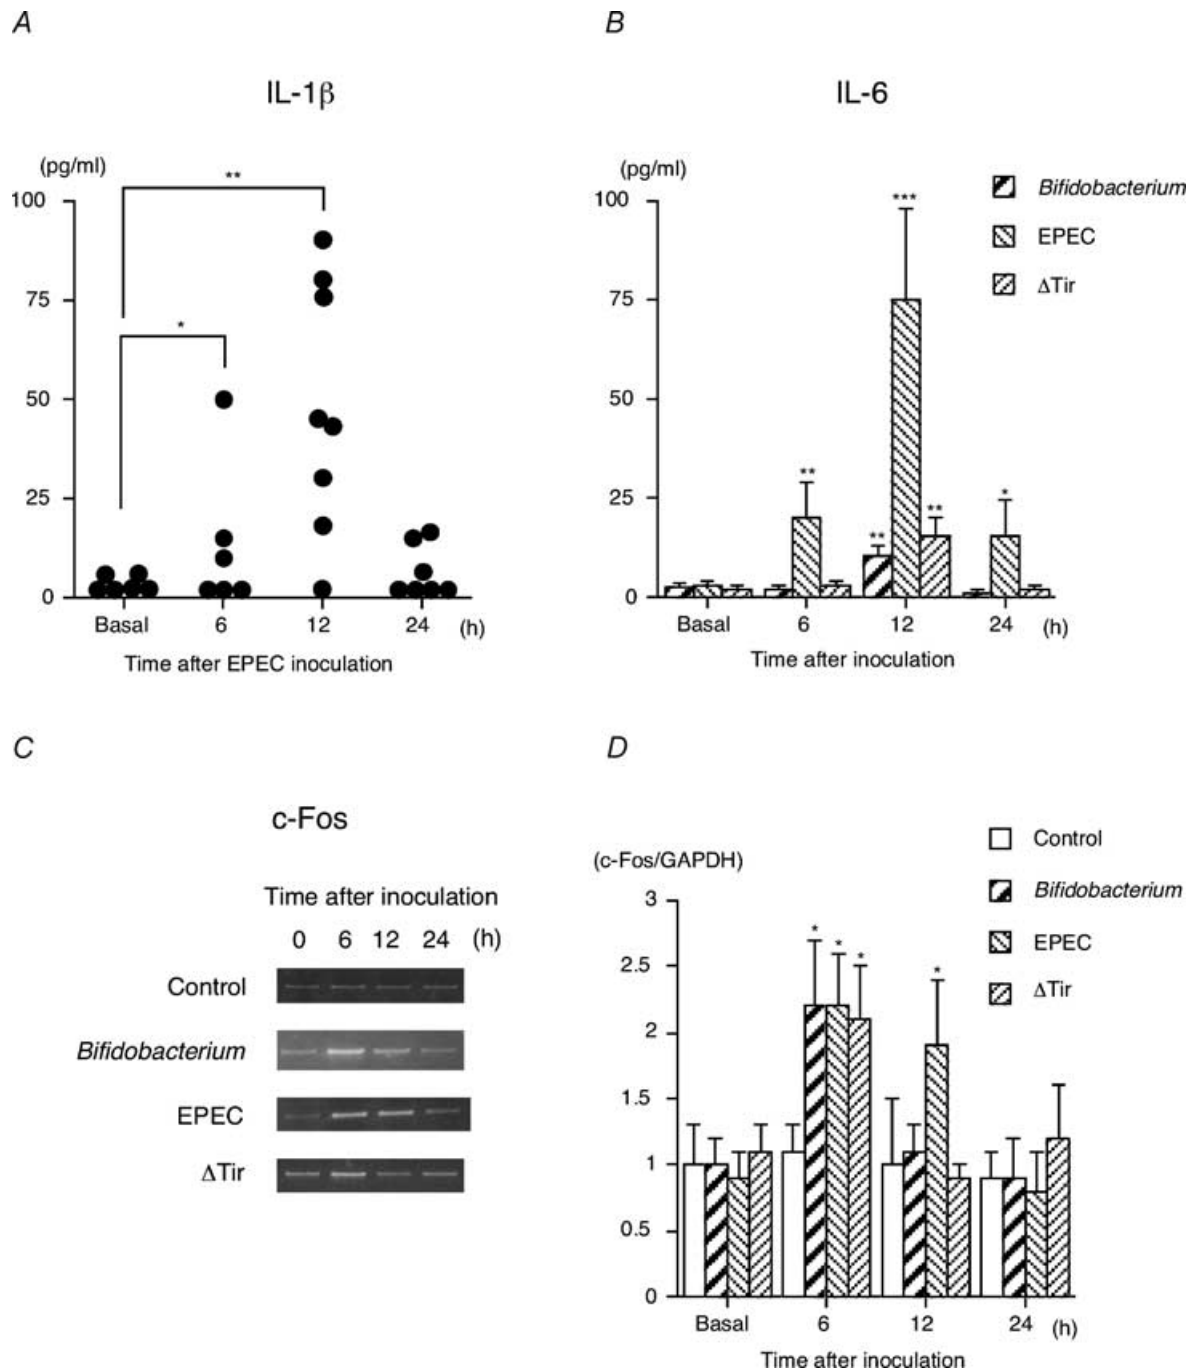 A
IL-1β
(pg/ml)
100
75
50
25
0
**
*
Basal 6 12 24 (h)
Time after EPEC inoculation
B
IL-6
(pg/ml)
100
75
50
25
0
Bifidobacterium
EPEC
ΔTir
**
**
***
**
*
Basal 6 12 24 (h)
Time after inoculation
C
c-Fos
Time after inoculation
0 6 12 24 (h)
Control
Bifidobacterium
EPEC
ΔTir
D
(c-Fos/GAPDH)
3
2.5
2
1.5
1
0.5
0
Control
Bifidobacterium
EPEC
ΔTir
* * * *
Basal 6 12 24 (h)
Time after inoculation